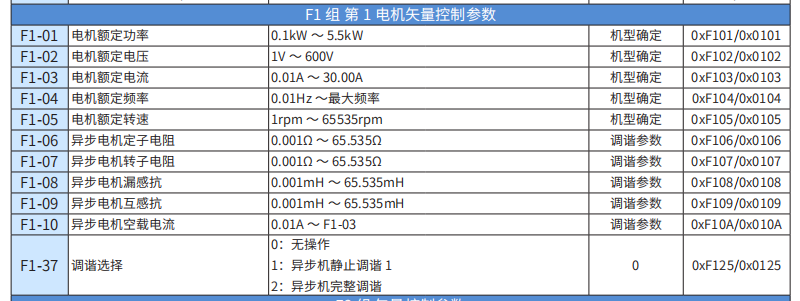 F1 组 第 1 电机矢量控制参数
F1-01 电机额定功率 0.1kW ～ 5.5kW 机型确定 0xF101/0x0101
F1-02 电机额定电压 1V ～ 600V 机型确定 0xF102/0x0102
F1-03 电机额定电流 0.01A ～ 30.00A 机型确定 0xF103/0x0103
F1-04 电机额定频率 0.01Hz ～最大频率 机型确定 0xF104/0x0104
F1-05 电机额定转速 1rpm ～ 65535rpm 机型确定 0xF105/0x0105
F1-06 异步电机定子电阻 0.001Ω ～ 65.535Ω 调谐参数 0xF106/0x0106
F1-07 异步电机转子电阻 0.001Ω ～ 65.535Ω 调谐参数 0xF107/0x0107
F1-08 异步电机漏感抗 0.001mH ～ 65.535mH 调谐参数 0xF108/0x0108
F1-09 异步电机互感抗 0.001mH ～ 65.535mH 调谐参数 0xF109/0x0109
F1-10 异步电机空载电流 0.01A ～ F1-03 调谐参数 0xF10A/0x010A
0：无操作
F1-37 调谐选择 1：异步机静止调谐 1 0 0xF125/0x0125
2：异步机完整调谐